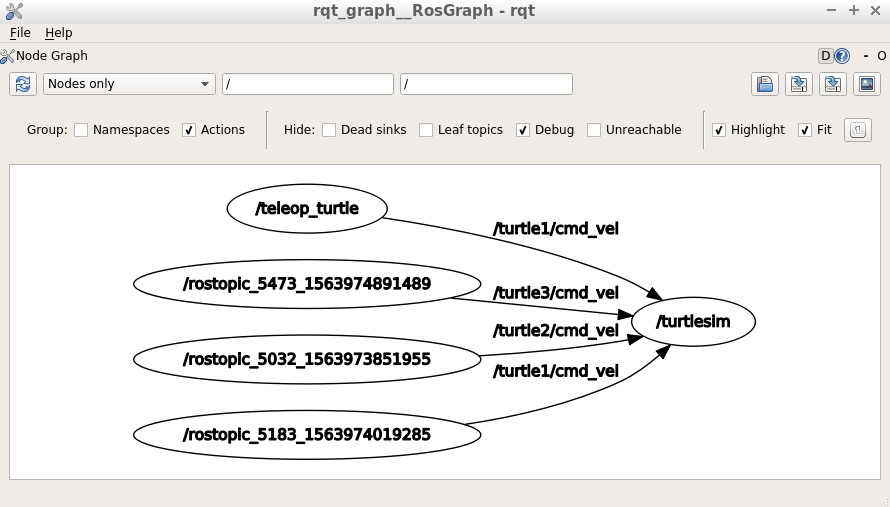 rqt_graph__RosGraph - rqt
File Help
Node Graph D ? - O
Nodes only / /
Group: Namespaces Actions Hide: Dead sinks Leaf topics Debug Unreachable Highlight Fit
/teleop_turtle
/turtle1/cmd_vel
/rostopic_5473_1563974891489
/turtle3/cmd_vel
/turtlesim
/turtle2/cmd_vel
/rostopic_5032_1563973851955
/turtle1/cmd_vel
/rostopic_5183_1563974019285